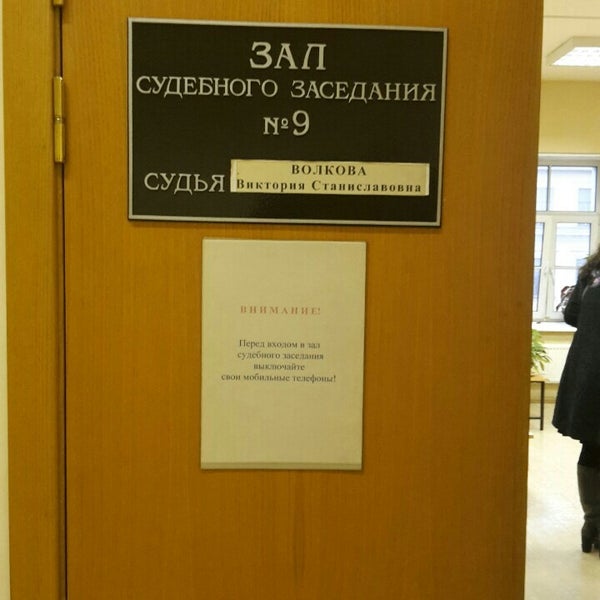 ЗАЛ
СУДЕБНОГО ЗАСЕДАНИЯ
№9
СУДЬЯ ВОЛКОВА
Виктория Станиславовна
ВНИМАНИЕ!
Перед входом в зал
судебного заседания
выключайте
свои мобильные телефоны!